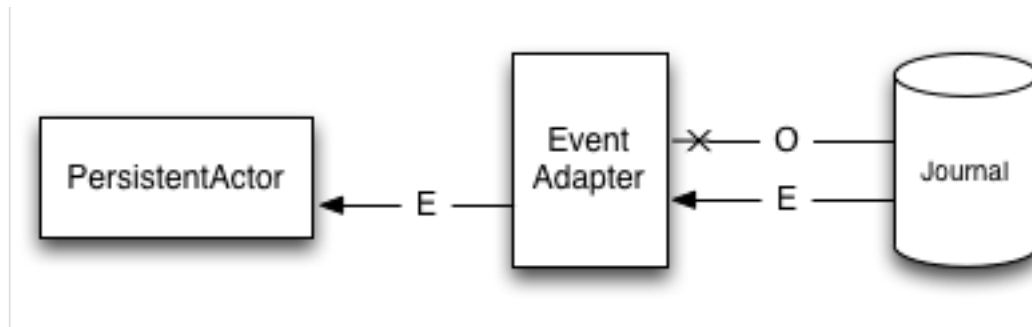 PersistentActor
E
Event
Adapter
O
E
Journal